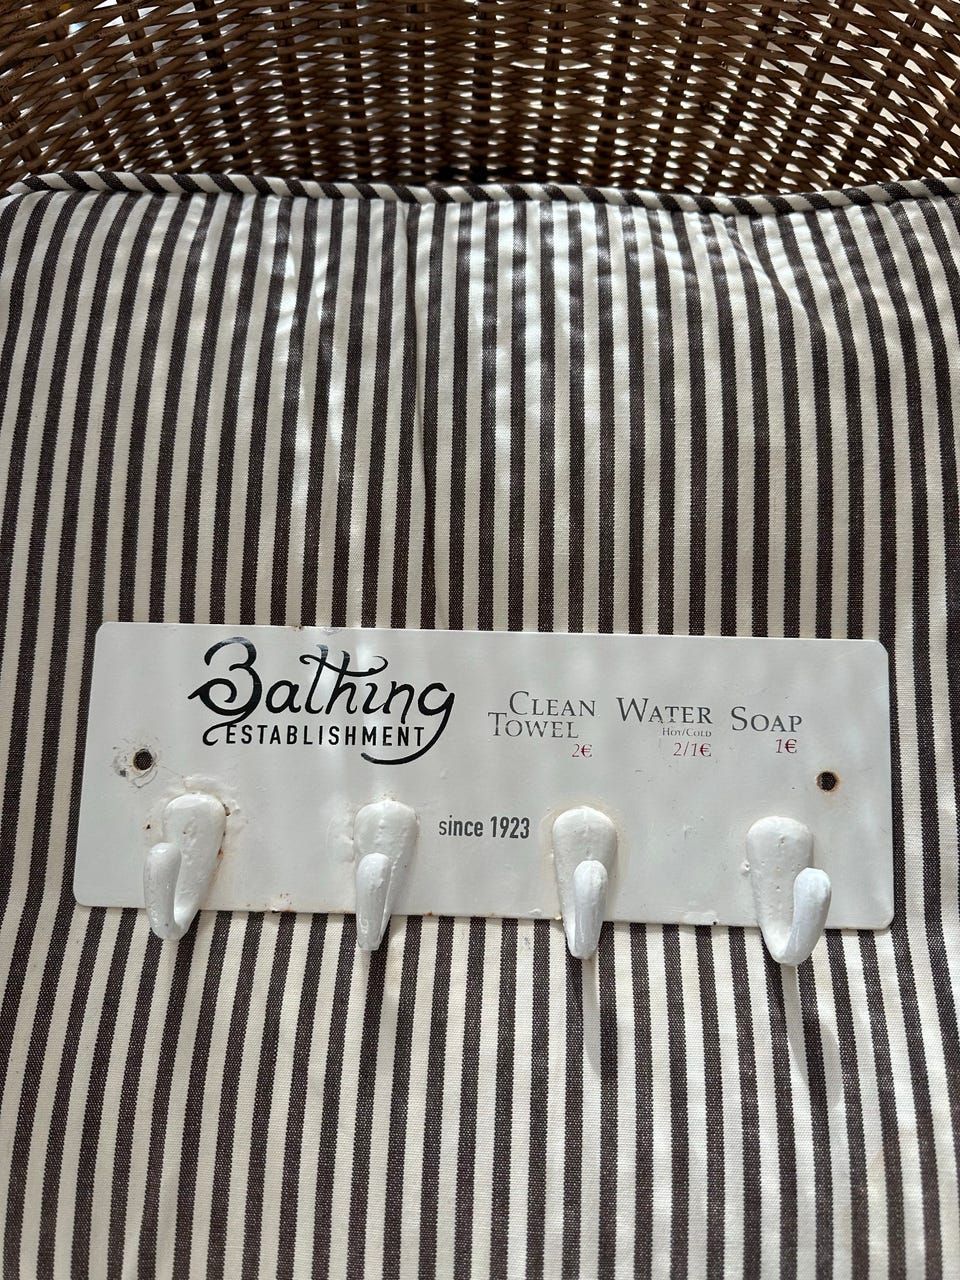 Bathing
ESTABLISHMENT
CLEAN
TOWEL
2€
WATER
HOT/COLD
2/1€
SOAP
1€
since 1923